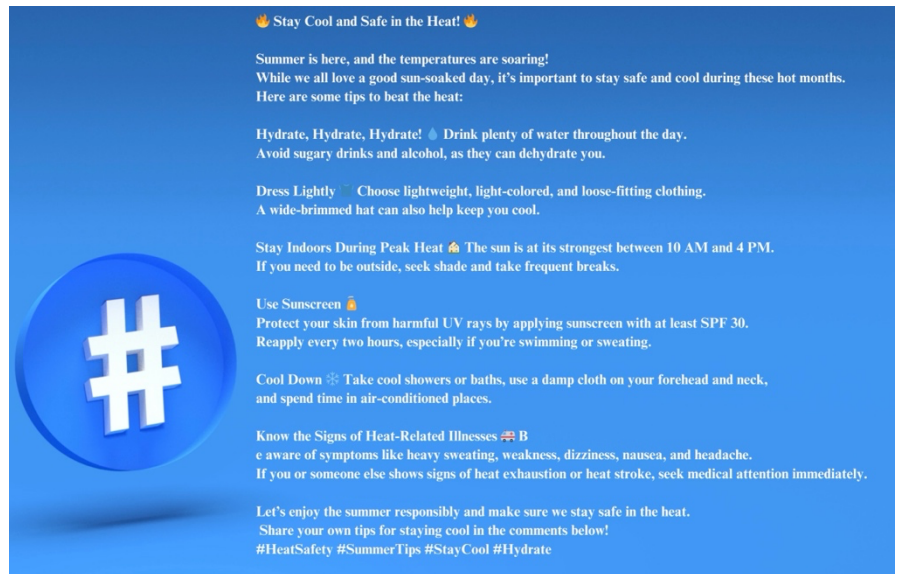 🔥 Stay Cool and Safe in the Heat! 🔥
Summer is here, and the temperatures are soaring!
While we all love a good sun-soaked day, it's important to stay safe and cool during these hot months.
Here are some tips to beat the heat:
Hydrate, Hydrate, Hydrate! 💧 Drink plenty of water throughout the day.
Avoid sugary drinks and alcohol, as they can dehydrate you.
Dress Lightly 👕 Choose lightweight, light-colored, and loose-fitting clothing.
A wide-brimmed hat can also help keep you cool.
Stay Indoors During Peak Heat 🏠 The sun is at its strongest between 10 AM and 4 PM.
If you need to be outside, seek shade and take frequent breaks.
Use Sunscreen 🧴
Protect your skin from harmful UV rays by applying sunscreen with at least SPF 30.
Reapply every two hours, especially if you're swimming or sweating.
Cool Down ❄️ Take cool showers or baths, use a damp cloth on your forehead and neck,
and spend time in air-conditioned places.
Know the Signs of Heat-Related Illnesses 🚑 B
e aware of symptoms like heavy sweating, weakness, dizziness, nausea, and headache.
If you or someone else shows signs of heat exhaustion or heat stroke, seek medical attention immediately.
Let's enjoy the summer responsibly and make sure we stay safe in the heat.
Share your own tips for staying cool in the comments below!
#HeatSafety #SummerTips #StayCool #Hydrate
#